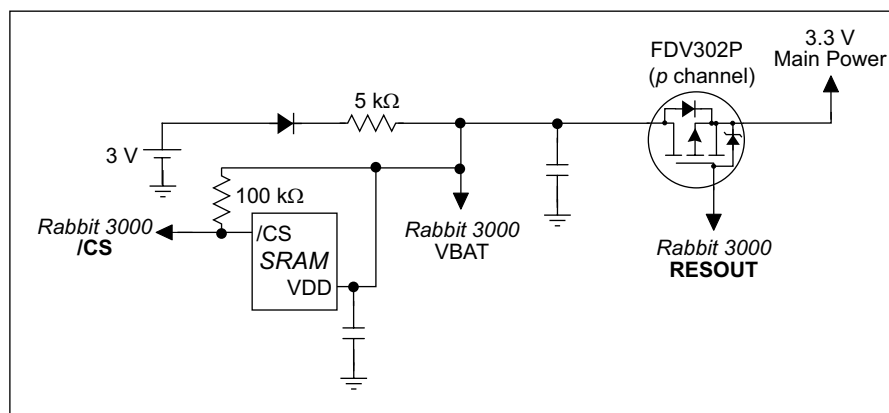 FDV302P
(p channel)
3.3 V
Main Power
5 kΩ
3 V
100 kΩ
Rabbit 3000
/CS
/CS
SRAM
VDD
Rabbit 3000
VBAT
Rabbit 3000
RESOUT